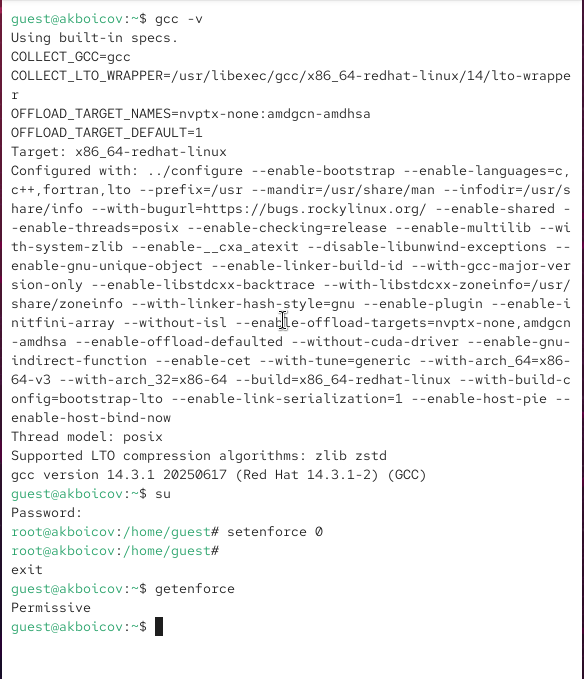 guest@akboicov:~$ gcc -v
Using built-in specs.
COLLECT_GCC=gcc
COLLECT_LTO_WRAPPER=/usr/libexec/gcc/x86_64-redhat-linux/14/lto-wrappe
r
OFFLOAD_TARGET_NAMES=nvptx-none:amdgcn-amdhsa
OFFLOAD_TARGET_DEFAULT=1
Target: x86_64-redhat-linux
Configured with: ../configure --enable-bootstrap --enable-languages=c,
c++,fortran,lto --prefix=/usr --mandir=/usr/share/man --infodir=/usr/s
hare/info --with-bugurl=https://bugs.rockylinux.org/ --enable-shared -
-enable-threads=posix --enable-checking=release --enable-multilib --wi
th-system-zlib --enable-__cxa_atexit --disable-libunwind-exceptions --
enable-gnu-unique-object --enable-linker-build-id --with-gcc-major-ver
sion-only --enable-libstdcxx-backtrace --with-libstdcxx-zoneinfo=/usr/
share/zoneinfo --with-linker-hash-style=gnu --enable-plugin --enable-i
nitfini-array --without-isl --enable-offload-targets=nvptx-none,amdgcn
-amdhsa --enable-offload-defaulted --without-cuda-driver --enable-gnu-
indirect-function --enable-cet --with-tune=generic --with-arch_64=x86-
64-v3 --with-arch_32=x86-64 --build=x86_64-redhat-linux --with-build-c
onfig=bootstrap-lto --enable-link-serialization=1 --enable-host-pie --
enable-host-bind-now
Thread model: posix
Supported LTO compression algorithms: zlib zstd
gcc version 14.3.1 20250617 (Red Hat 14.3.1-2) (GCC)
guest@akboicov:~$ su
Password:
root@akboicov:/home/guest# setenforce 0
root@akboicov:/home/guest#
exit
guest@akboicov:~$ getenforce
Permissive
guest@akboicov:~$